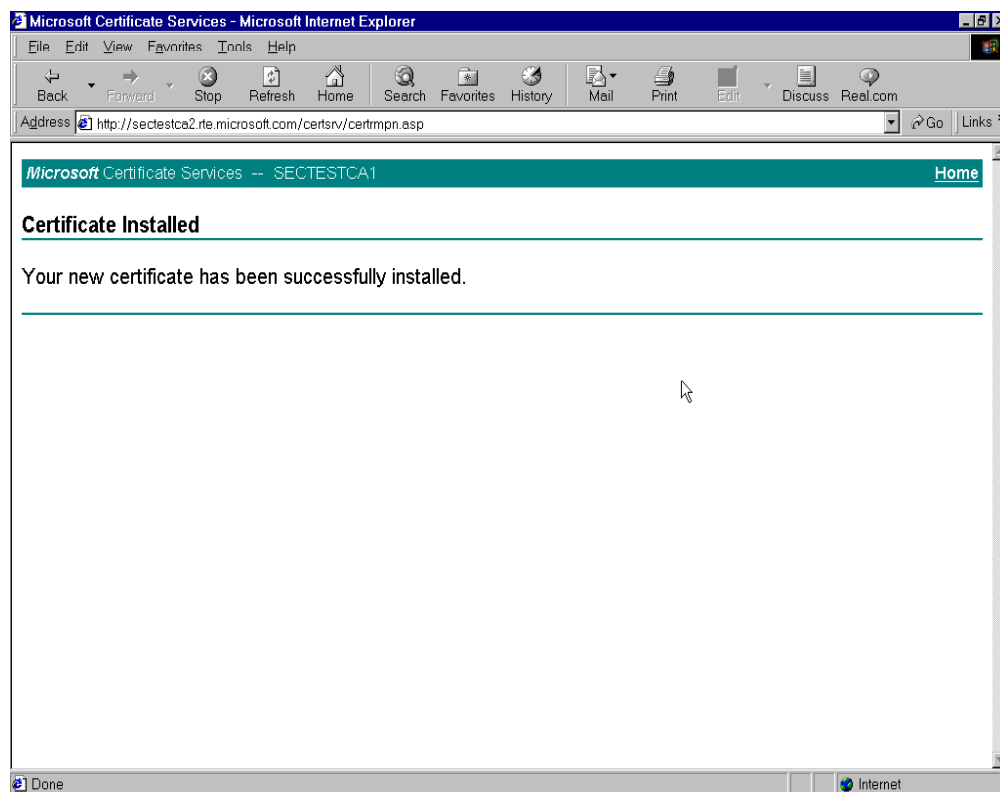 Microsoft Certificate Services - Microsoft Internet Explorer
File Edit View Favorites Tools Help
Back Forward Stop Refresh Home Search Favorites History Mail Print Edit Discuss Real.com
Address http://sectestca2.rte.microsoft.com/certsrv/certrmpn.asp Go Links
Microsoft Certificate Services -- SECTESTCA1 Home
Certificate Installed
Your new certificate has been successfully installed.
Done Internet